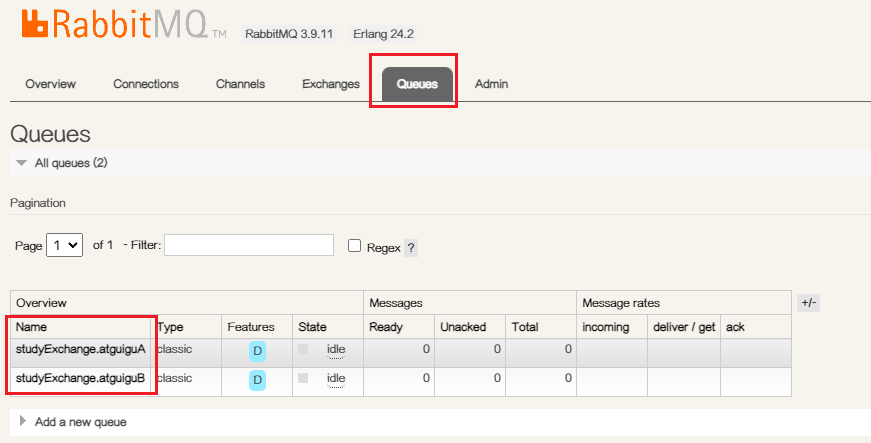 RabbitMQ TM RabbitMQ 3.9.11 Erlang 24.2
Overview Connections Channels Exchanges Queues Admin
Queues
All queues (2)
Pagination
Page 1 of 1 - Filter: Regex ?
Overview Messages Message rates +/-
Name Type Features State Ready Unacked Total incoming deliver / get ack
studyExchange.atguiguA classic D idle 0 0 0
studyExchange.atguiguB classic D idle 0 0 0
Add a new queue